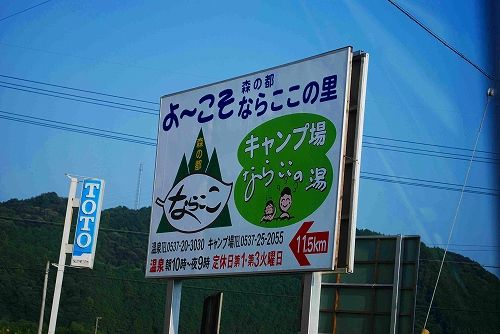 森の都
よ～こそ ならここの里
キャンプ場
ならここの湯
森の都
ならここ
温泉℡0537-20-3030 キャンプ場℡0537-25-2055
温泉 朝10時～夜9時 定休日第1・第3火曜日
11.5km
TOTO